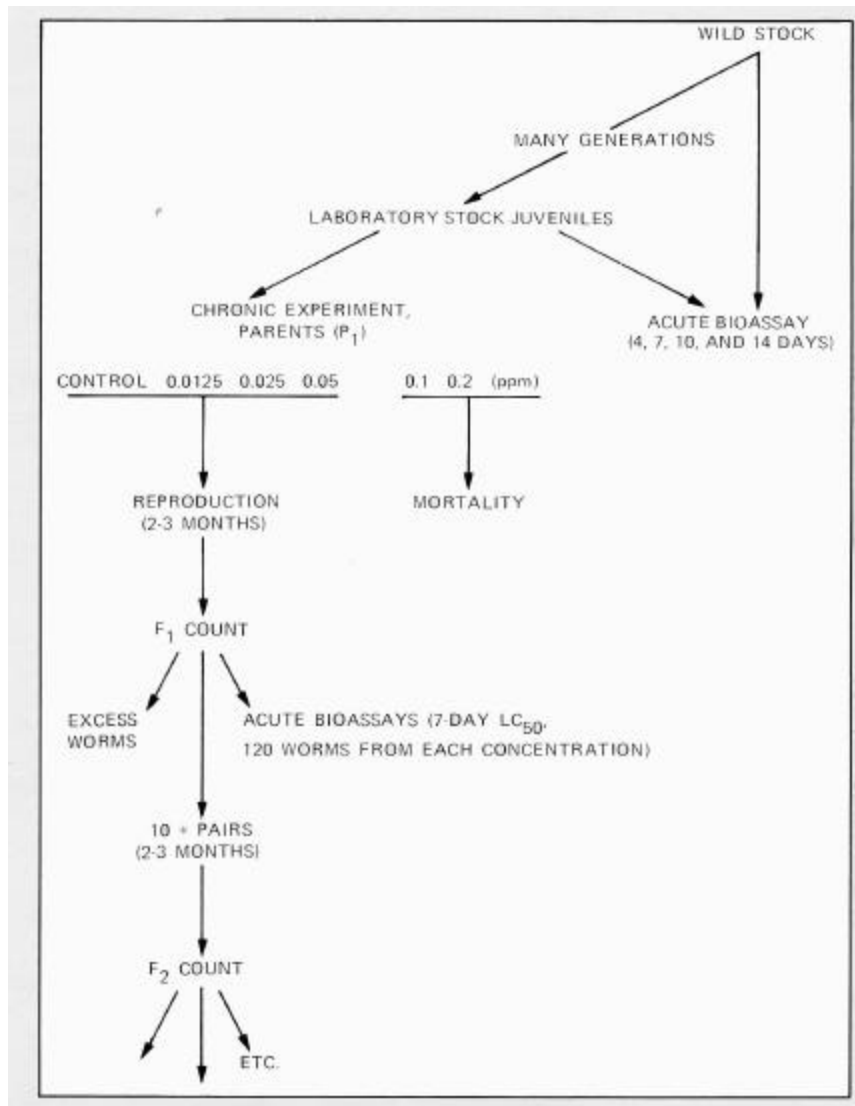 WILD STOCK
MANY GENERATIONS
LABORATORY STOCK JUVENILES
CHRONIC EXPERIMENT,
PARENTS (P1)
ACUTE BIOASSAY
(4, 7, 10, AND 14 DAYS)
CONTROL 0.0125 0.025 0.05
0.1 0.2 (ppm)
REPRODUCTION
(2-3 MONTHS)
MORTALITY
F1 COUNT
EXCESS
WORMS
ACUTE BIOASSAYS (7-DAY LC50,
120 WORMS FROM EACH CONCENTRATION)
10 + PAIRS
(2-3 MONTHS)
F2 COUNT
ETC.